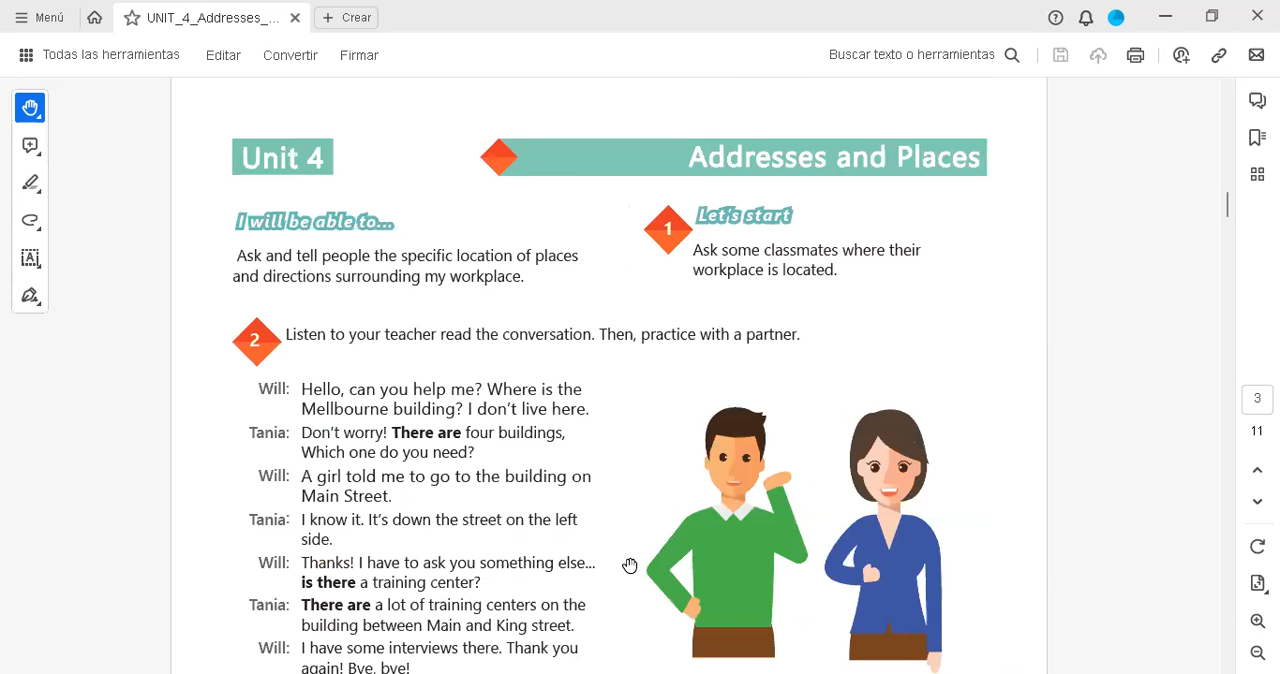 Menú
UNIT_4_Addresses_...
Crear
Todas las herramientas
Editar
Convertir
Firmar
Buscar texto o herramientas
Unit 4
Addresses and Places
I will be able to...
Ask and tell people the specific location of places
and directions surrounding my workplace.
1
Let's start
Ask some classmates where their
workplace is located.
2
Listen to your teacher read the conversation. Then, practice with a partner.
Will: Hello, can you help me? Where is the
Mellbourne building? I don't live here.
Tania: Don't worry! There are four buildings,
Which one do you need?
Will: A girl told me to go to the building on
Main Street.
Tania: I know it. It's down the street on the left
side.
Will: Thanks! I have to ask you something else...
is there a training center?
Tania: There are a lot of training centers on the
building between Main and King street.
Will: I have some interviews there. Thank you
again! Bye, bye!
3
11